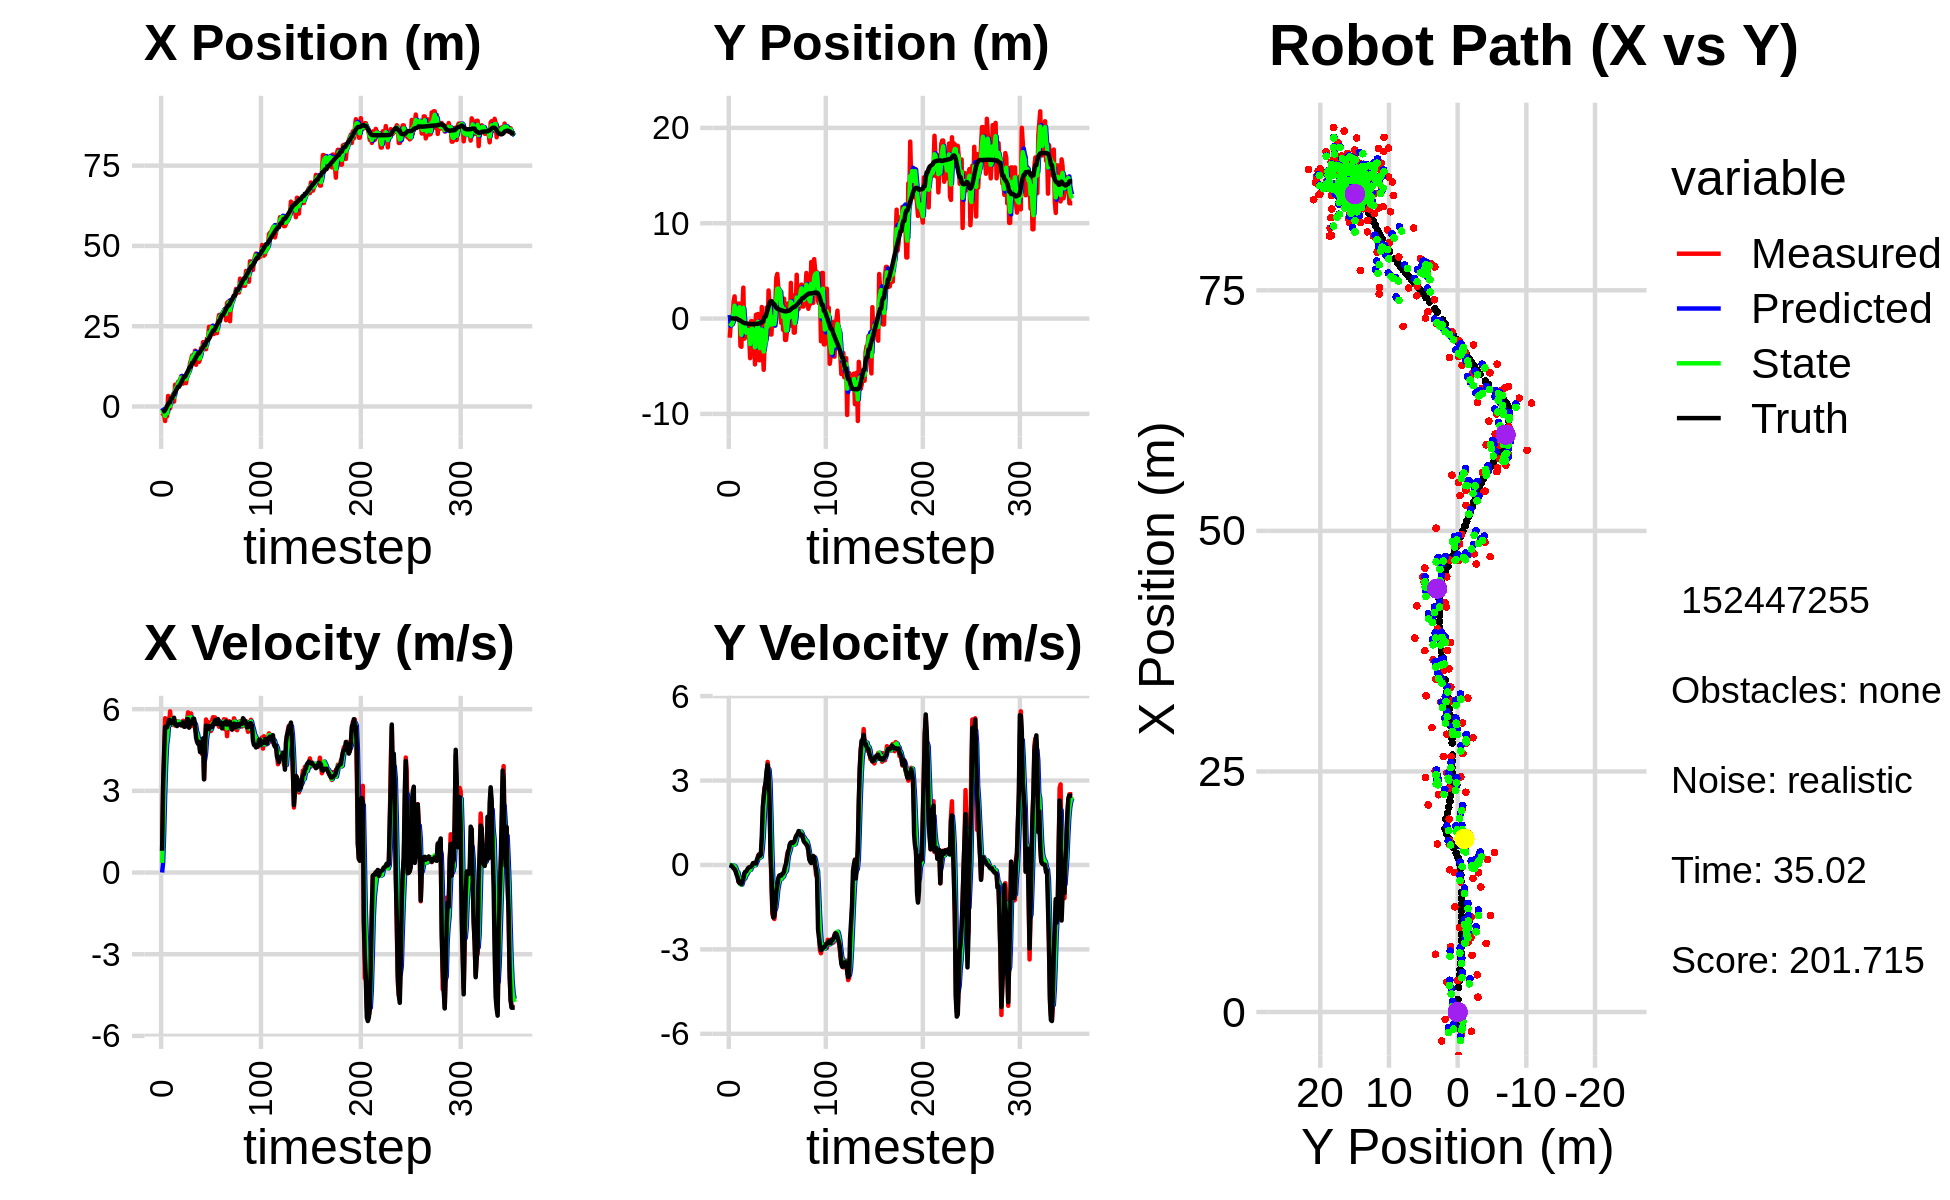 X Position (m)
75
50
25
0
0
100
200
300
timestep
Y Position (m)
20
10
0
-10
0
100
200
300
timestep
X Velocity (m/s)
6
3
0
-3
-6
0
100
200
300
timestep
Y Velocity (m/s)
6
3
0
-3
-6
0
100
200
300
timestep
Robot Path (X vs Y)
X Position (m)
75
50
25
0
20 10 0 -10 -20
Y Position (m)
variable
Measured
Predicted
State
Truth
152447255
Obstacles: none
Noise: realistic
Time: 35.02
Score: 201.715